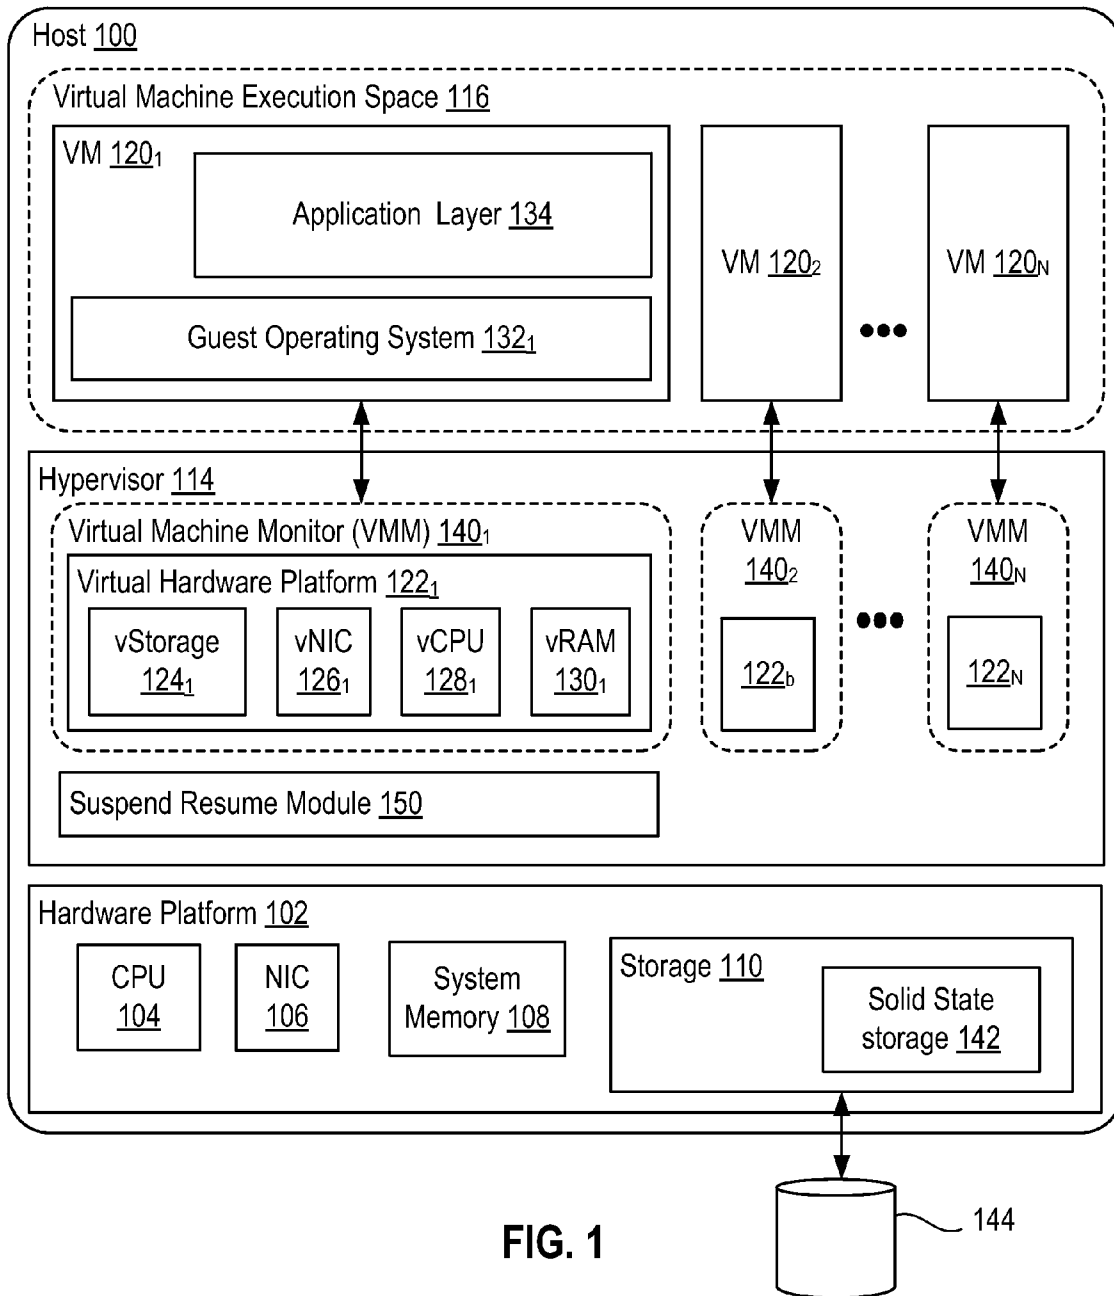 Host 100
Virtual Machine Execution Space 116
VM 120₁
Application Layer 134
Guest Operating System 132₁
VM 120₂
VM 120N
Hypervisor 114
Virtual Machine Monitor (VMM) 140₁
Virtual Hardware Platform 122₁
vStorage
124₁
vNIC
126₁
vCPU
128₁
vRAM
130₁
VMM
140₂
122b
VMM
140N
122N
Suspend Resume Module 150
Hardware Platform 102
CPU
104
NIC
106
System
Memory 108
Storage 110
Solid State
storage 142
144
FIG. 1